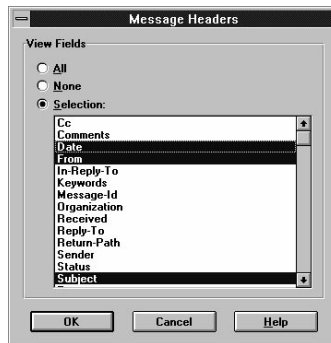 Message Headers
View Fields
All
None
Selection:
Cc
Comments
Date
From
In-Reply-To
Keywords
Message-Id
Organization
Received
Reply-To
Return-Path
Sender
Status
Subject
OK
Cancel
Help